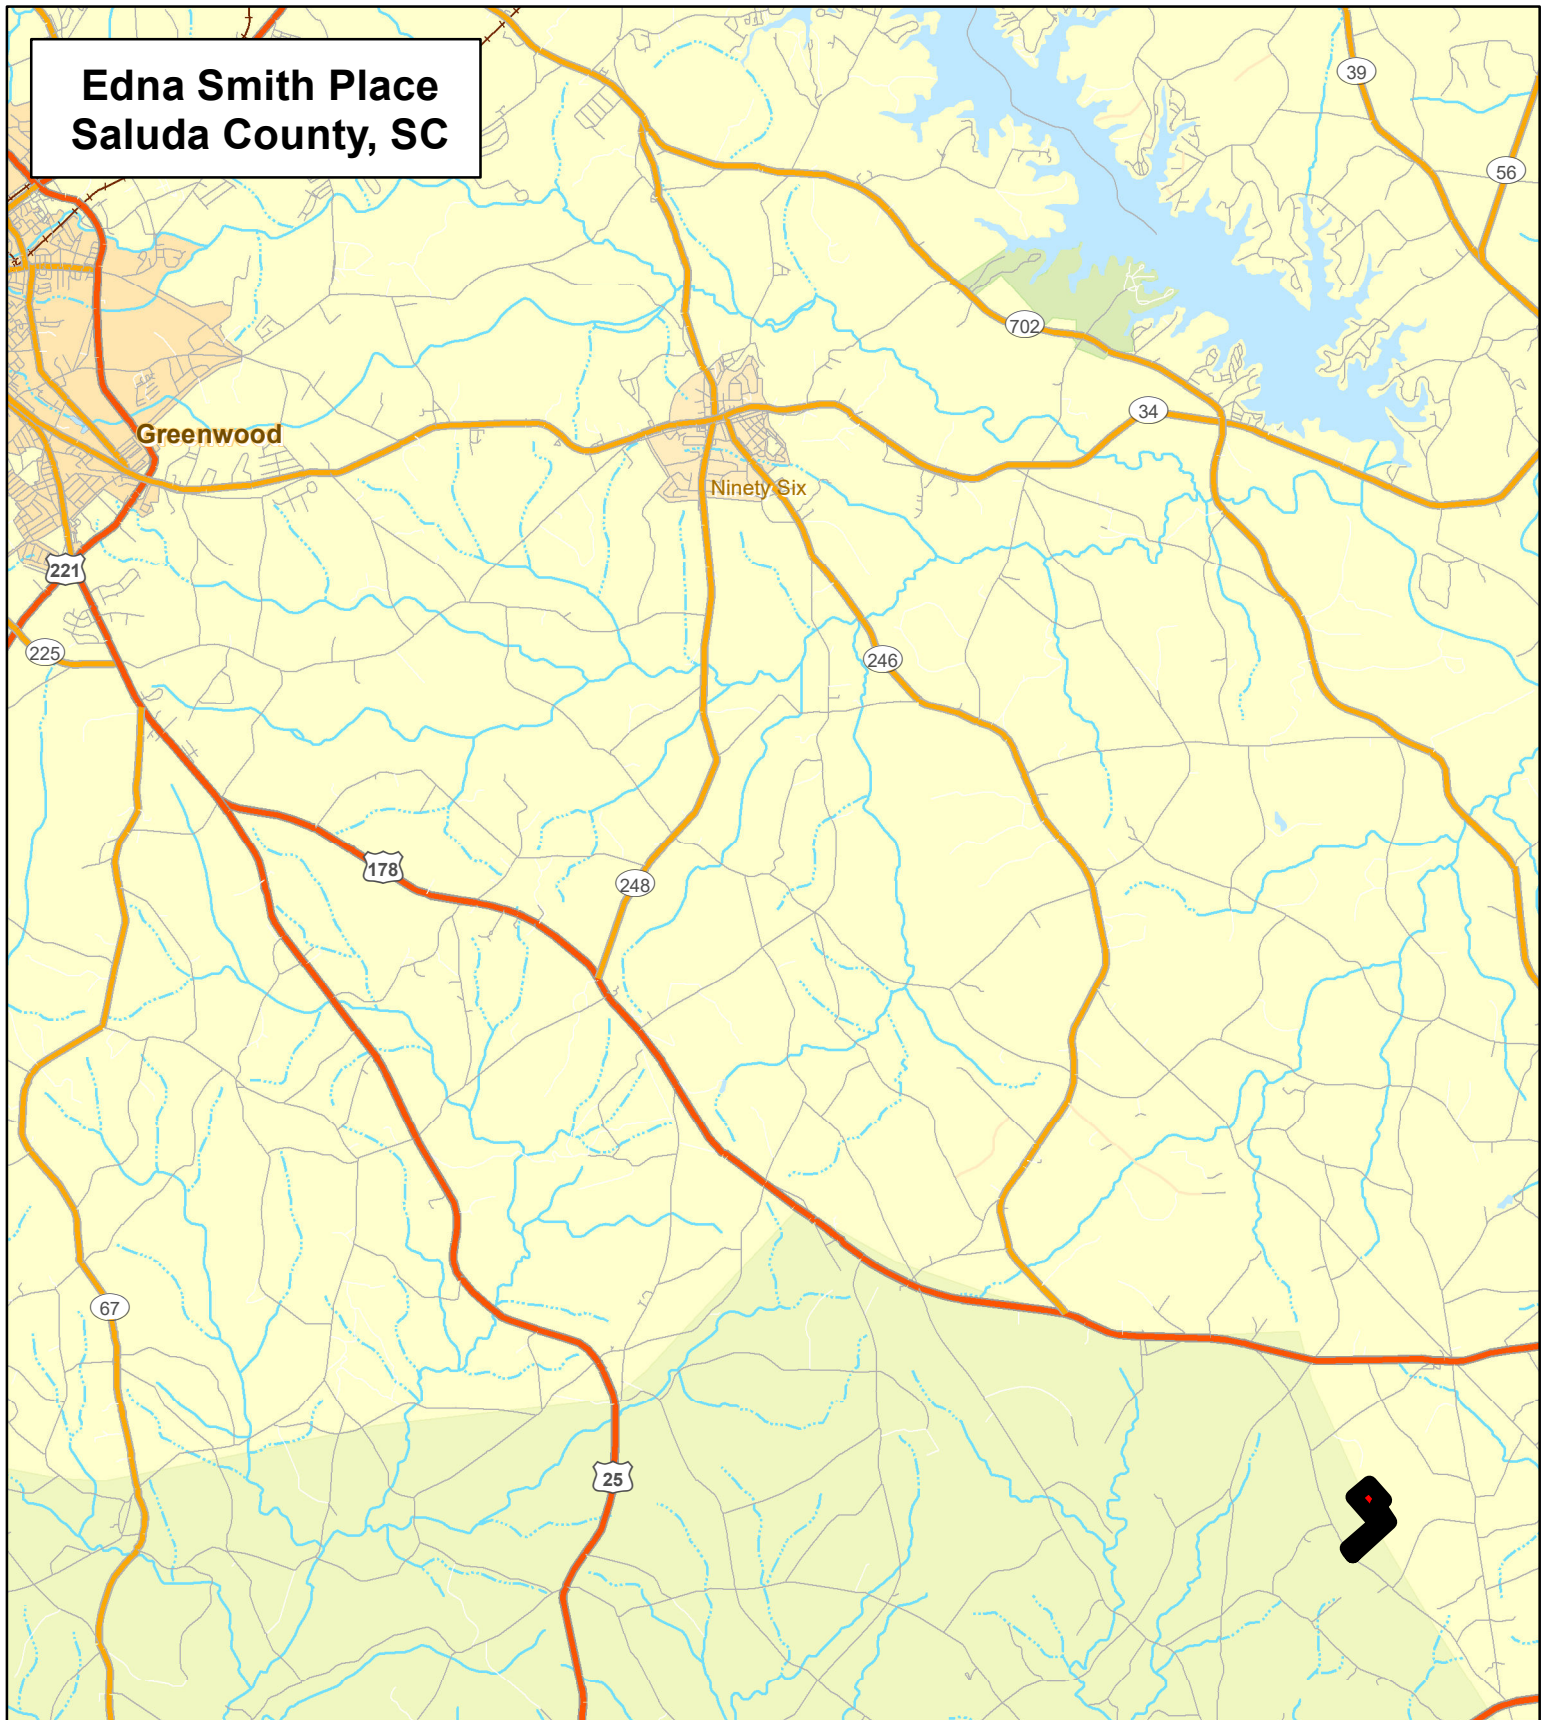 Edna Smith Place
Saluda County, SC
39
56
702
34
Greenwood
Ninety Six
221
225
246
178
248
67
25